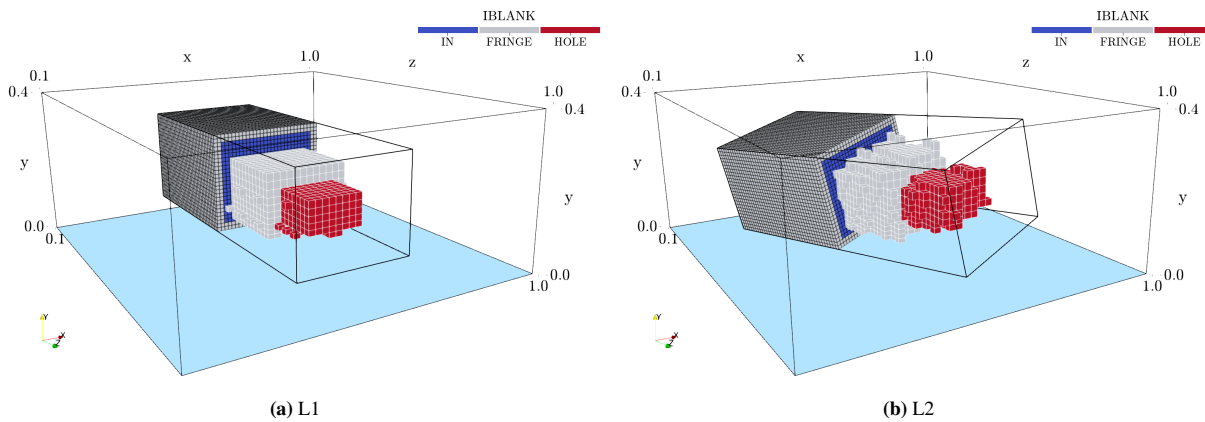 IBLANK
IN FRINGE HOLE
x
1.0
z
0.1
1.0
0.4
0.4
y
y
0.0
0.1
0.0
1.0
Y
X
Z
(a) L1
IBLANK
IN FRINGE HOLE
x
1.0
z
0.1
1.0
0.4
0.4
y
y
0.0
0.1
0.0
1.0
Y
X
Z
(b) L2